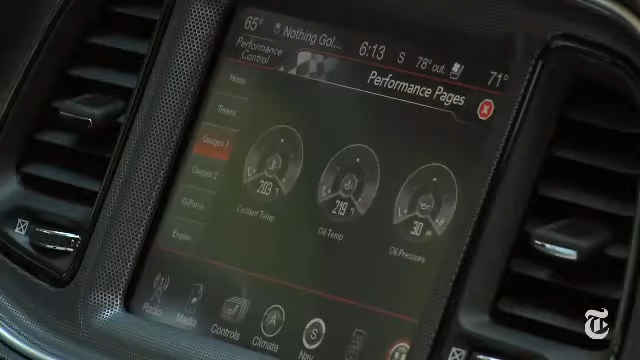 65° Nothing Gol... 6:13 S 78° out. 71°
Performance Control
Performance Pages
X
Home
Timers
Gauges 1
Gauges 2
G-Force
Engine
203 °F
Coolant Temp
219 °F
Oil Temp
30
Oil Pressure
Radio
Media
Controls
A
Climate
S
Nav
T